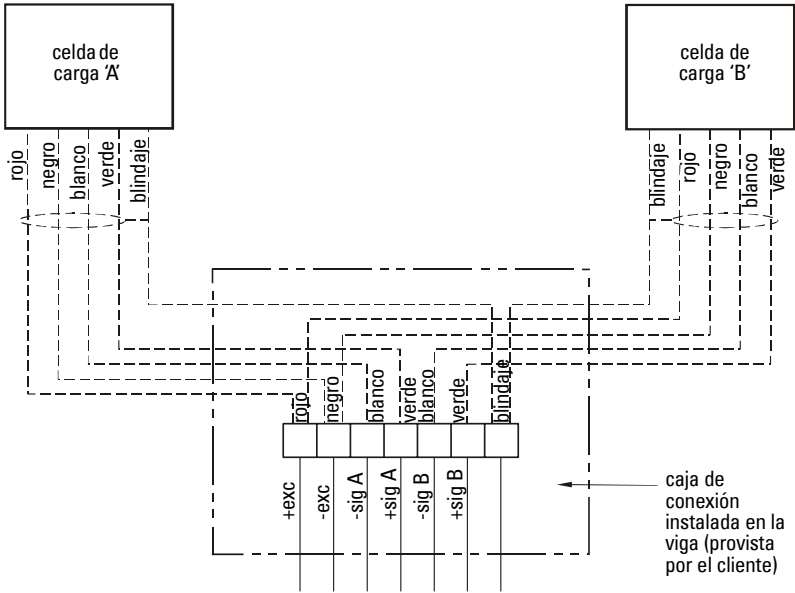 celda de
carga 'A'
celda de
carga 'B'
rojo
negro
blanco
verde
blindaje
blindaje
rojo
negro
blanco
verde
rojo
negro
blanco
verde
blanco
verde
blindaje
+exc
-exc
-sig A
+sig A
-sig B
+sig B
caja de
conexión
instalada en la
viga (provista
por el cliente)